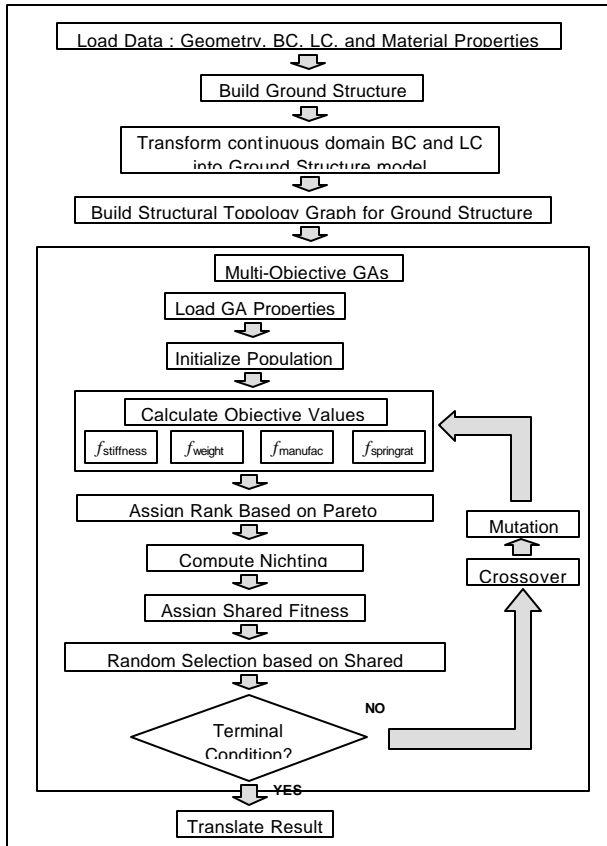 Load Data : Geometry, BC, LC, and Material Properties
Build Ground Structure
Transform continuous domain BC and LC
into Ground Structure model
Build Structural Topology Graph for Ground Structure
Multi-Objective GAs
Load GA Properties
Initialize Population
Calculate Objective Values
fstiffness fweight fmanufac fspringrat
Assign Rank Based on Pareto
Compute Nichting
Assign Shared Fitness
Random Selection based on Shared
Terminal
Condition?
NO
Crossover
Mutation
YES
Translate Result